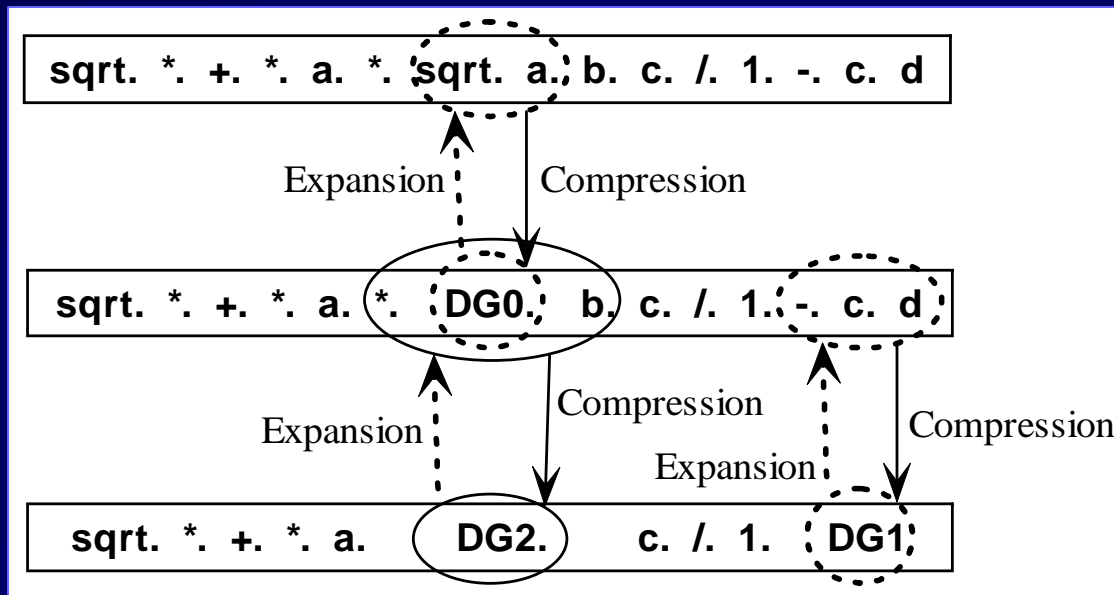 sqrt. *. +. *. a. *. sqrt. a. b. c. /. 1. -. c. d
Expansion Compression
sqrt. *. +. *. a. *. DG0. b. c. /. 1. -. c. d
Expansion Compression Expansion Compression
sqrt. *. +. *. a. DG2. c. /. 1. DG1